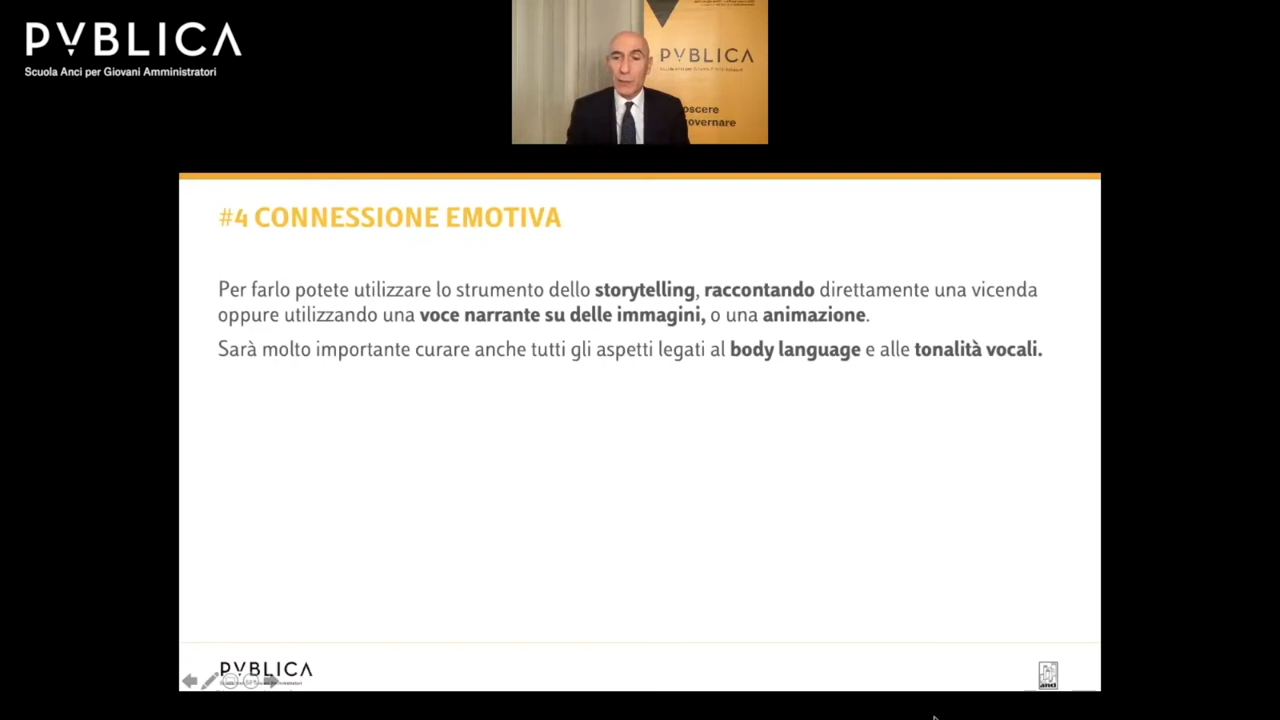 PVBLICA
Scuola Anci per Giovani Amministratori
PVBLICA
oscere
overnare
#4 CONNESSIONE EMOTIVA
Per farlo potete utilizzare lo strumento dello storytelling, raccontando direttamente una vicenda
oppure utilizzando una voce narrante su delle immagini, o una animazione.
Sarà molto importante curare anche tutti gli aspetti legati al body language e alle tonalità vocali.
PVBLICA
anci